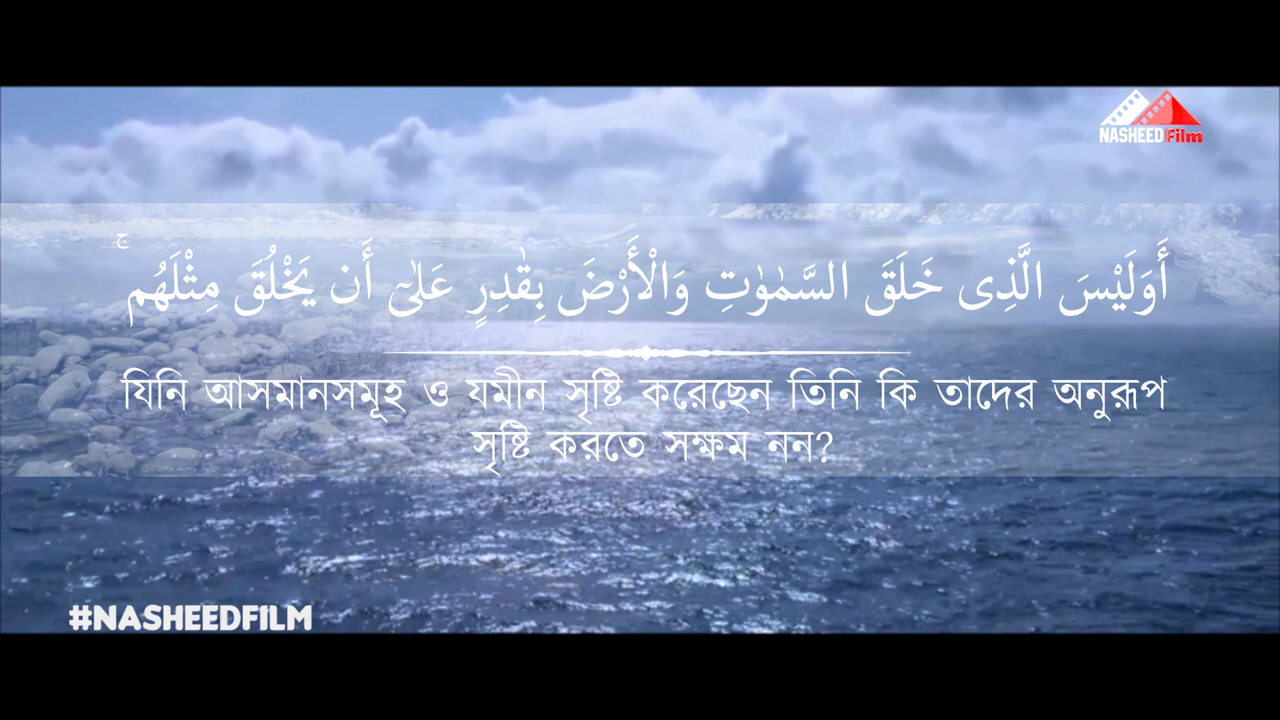 NASHEED Film
أَوَلَيْسَ الَّذِى خَلَقَ السَّمٰوٰتِ وَالْأَرْضَ بِقٰدِرٍ عَلٰىٓ أَن يَخْلُقَ مِثْلَهُم ۚ
যিনি আসমানসমূহ ও যমীন সৃষ্টি করেছেন তিনি কি তাদের অনুরূপ
সৃষ্টি করতে সক্ষম নন?
#NASHEEDFILM